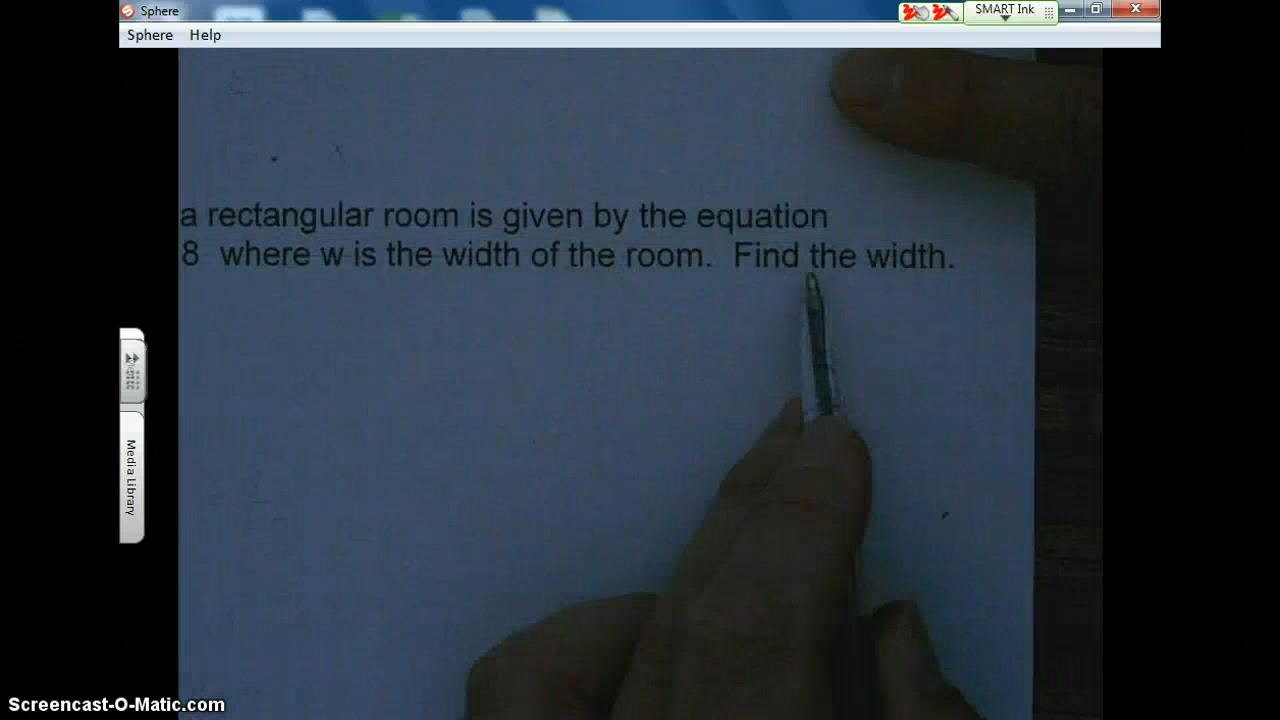 Sphere
SMART Ink
Sphere Help
a rectangular room is given by the equation
8 where w is the width of the room. Find the width.
Media Library
Screencast-O-Matic.com